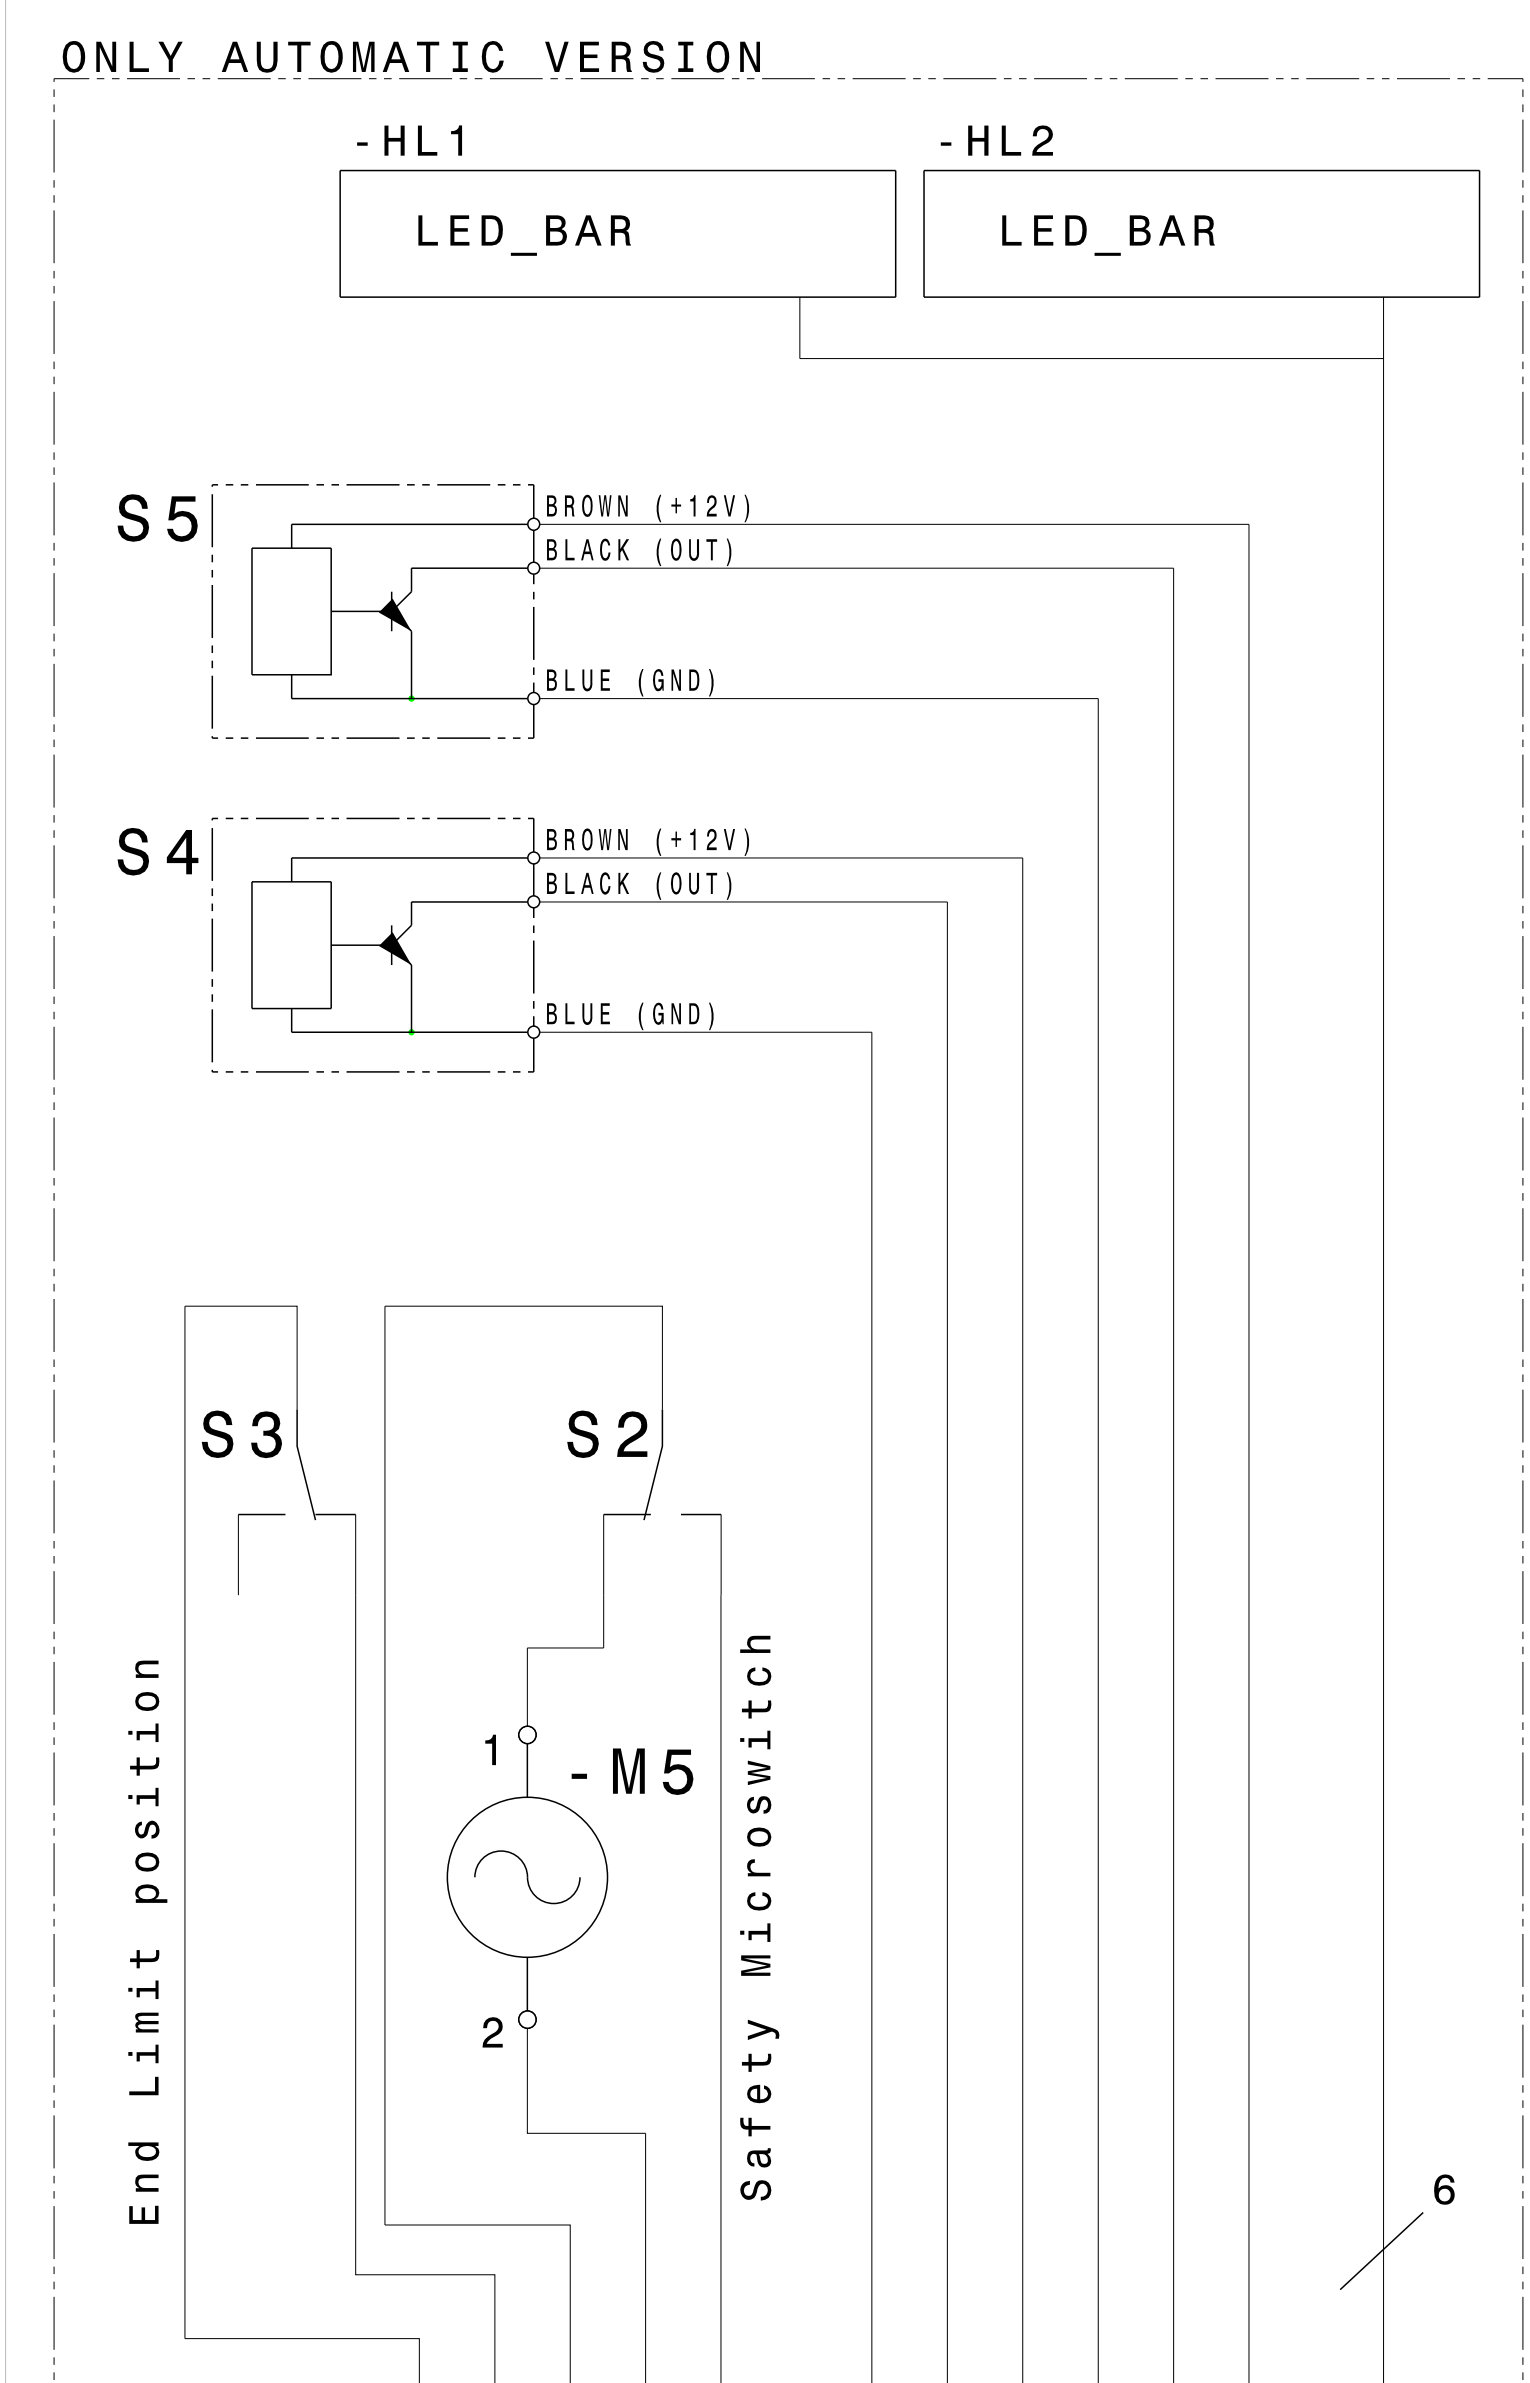 ONLY AUTOMATIC VERSION
-HL1
-HL2
LED_BAR
LED_BAR
S5
BROWN (+12V)
BLACK (OUT)
BLUE (GND)
S4
BROWN (+12V)
BLACK (OUT)
BLUE (GND)
S3
S2
End Limit position
1
-M5
2
Safety Microswitch
6